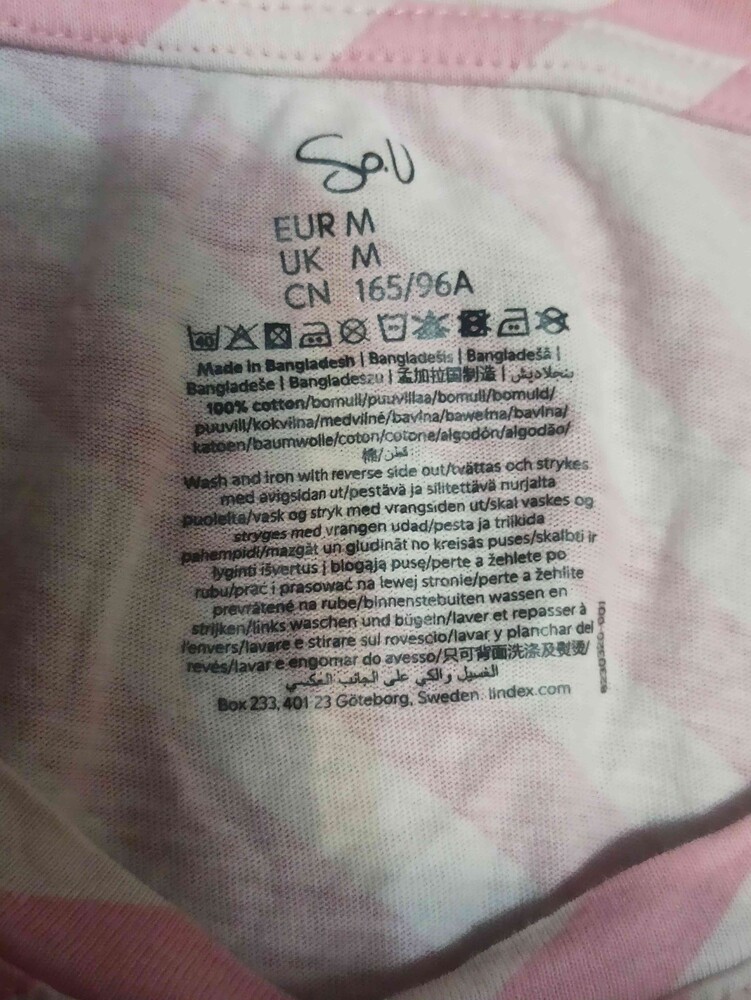 So.U
EUR M
UK M
CN 165/96A
40
Made in Bangladesh | Bangladesis | Bangladešā |
Bangladeše | Bangladeszu | 孟加拉国制造 | بنجلاديش
100% cotton/bomull/puuvillaa/bomull/bomuld/
puuvill/kokvilna/medvilnė/bavlna/bawełna/bavlna/
katoen/baumwolle/coton/cotone/algodón/algodão/
棉/قطن
Wash and iron with reverse side out/tvättas och strykes
med avigsidan ut/pestävä ja silitettävä nurjalta
puolelta/vask og stryk med vrangsiden ut/skal vaskes og
stryges med vrangen udad/pesta ja triikida
pahempidi/mazgāt un gludināt no kreisās puses/skalbti ir
lyginti išvertus į blogąją pusę/perte a žehlete po
rubu/prać i prasować na lewej stronie/perte a žehlite
prevrátené na rube/binnenstebuiten wassen en
strijken/links waschen und bügeln/laver et repasser à
l'envers/lavare e stirare sul rovescio/lavar y planchar del
revés/lavar e engomar do avesso/只可背面洗涤及熨烫/
الغسيل والكي على الجانب العكسي
Box 233, 401 23 Göteborg, Sweden. lindex.com